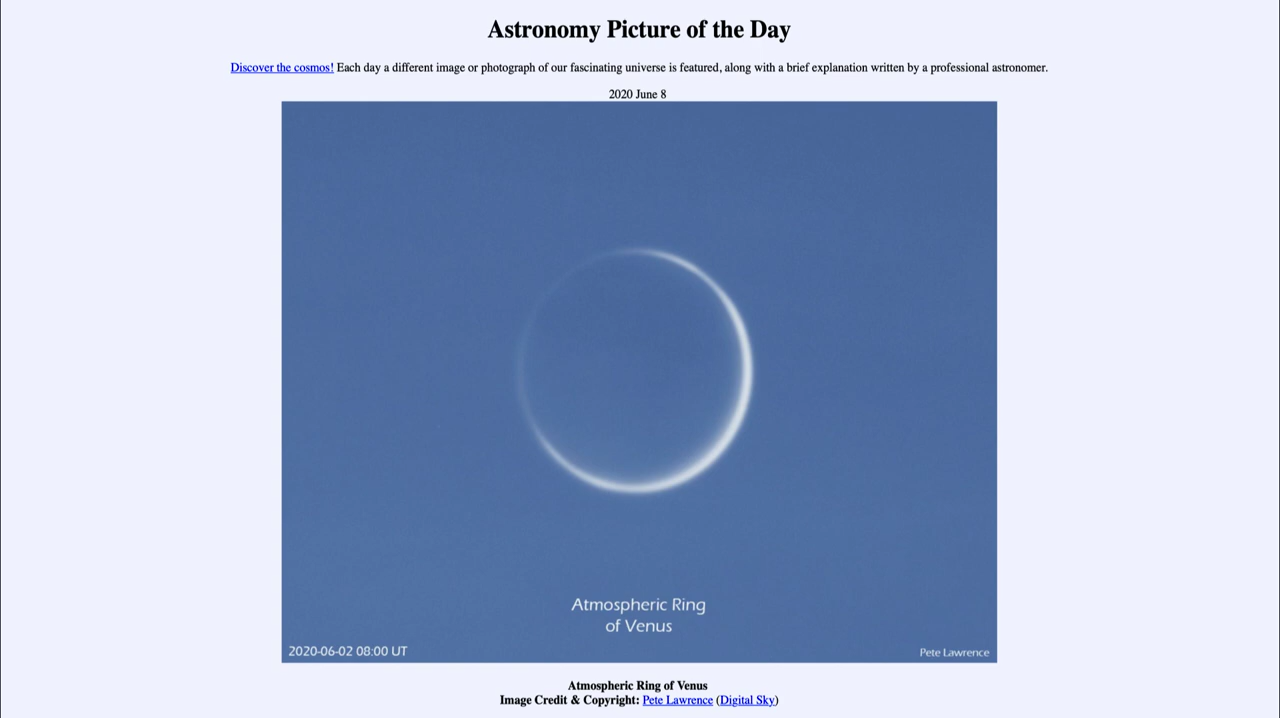 Astronomy Picture of the Day
Discover the cosmos! Each day a different image or photograph of our fascinating universe is featured, along with a brief explanation written by a professional astronomer.
2020 June 8
Atmospheric Ring
of Venus
2020-06-02 08:00 UT
Pete Lawrence
Atmospheric Ring of Venus
Image Credit & Copyright: Pete Lawrence (Digital Sky)